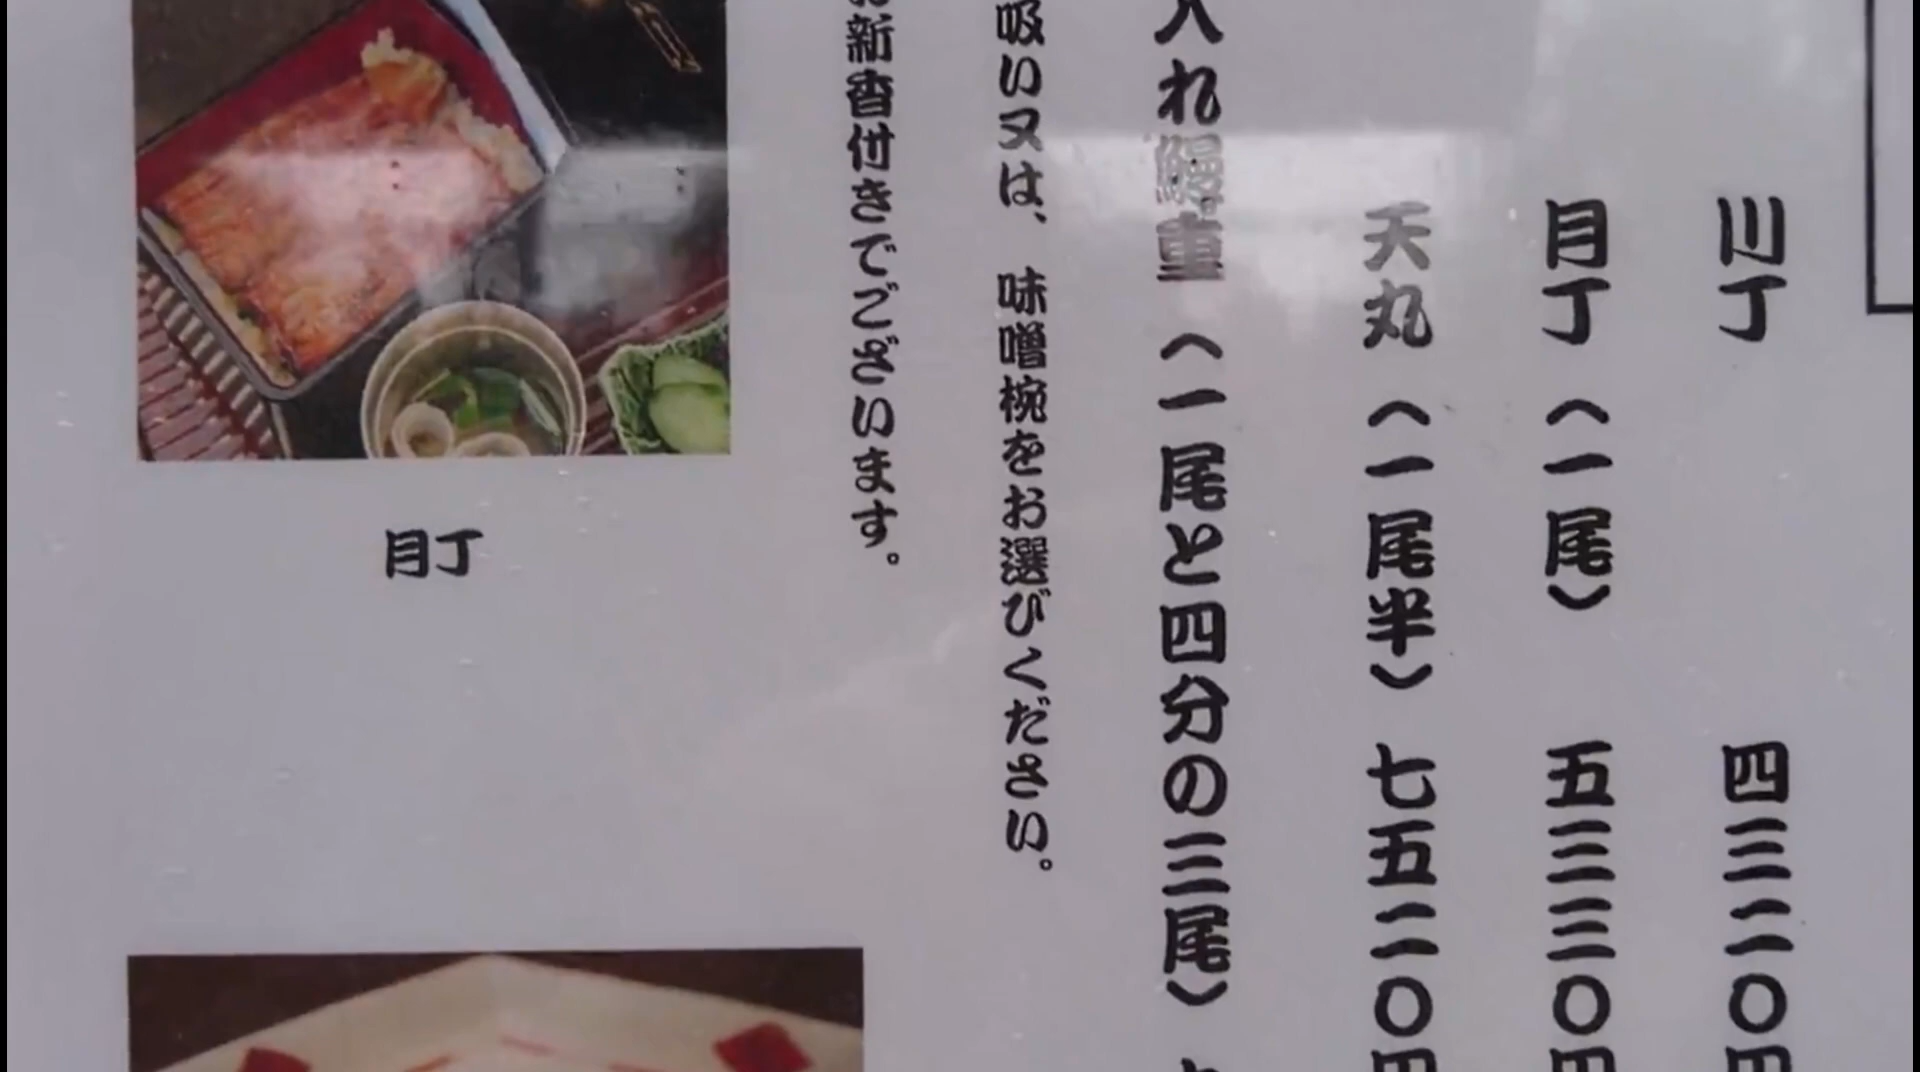 川丁 四三二〇円
月丁（一尾） 五三三〇円
天丸（一尾半） 七五二〇円
入れ鰻重（一尾と四分の三尾）
吸い又は、味噌椀をお選びください。
お新香付きでございます。
月丁